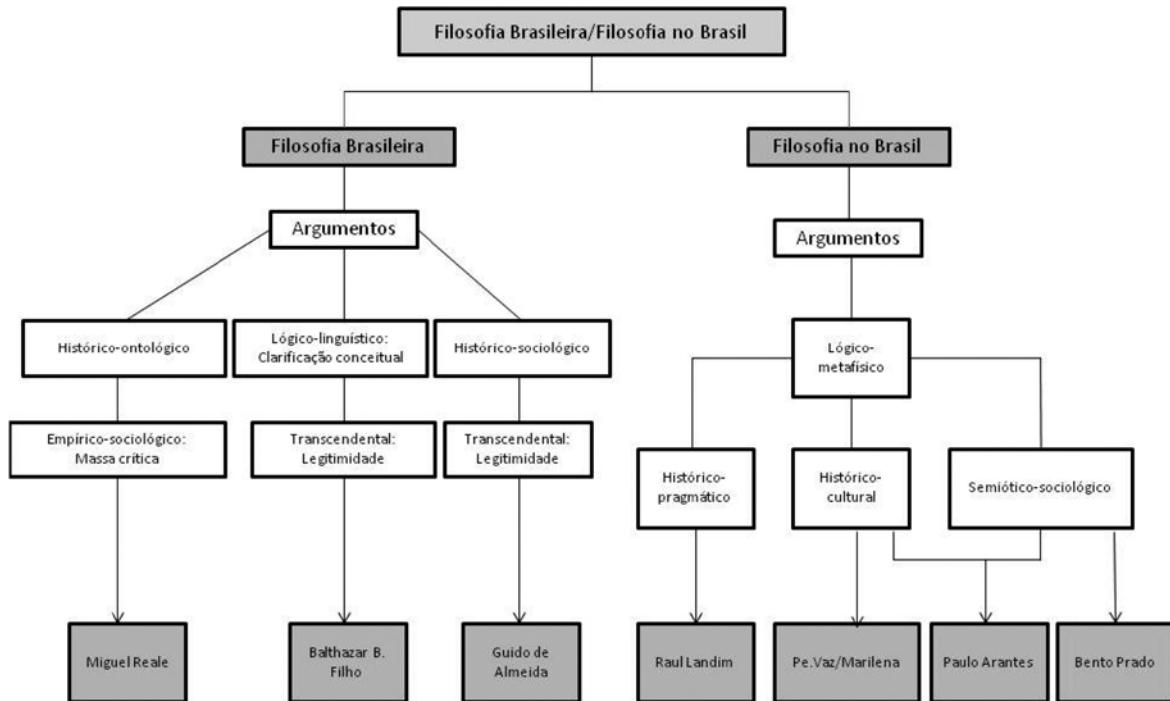 Filosofia Brasileira/Filosofia no Brasil
Filosofia Brasileira
Filosofia no Brasil
Argumentos
Argumentos
Histórico-ontológico
Lógico-linguístico:
Clarificação conceitual
Histórico-sociológico
Lógico-
metafísico
Empírico-sociológico:
Massa crítica
Transcendental:
Legitimidade
Transcendental:
Legitimidade
Histórico-
pragmático
Histórico-
cultural
Semiótico-sociológico
Miguel Reale
Balthazar B.
Filho
Guido de
Almeida
Raul Landim
Pe.Vaz/Marilena
Paulo Arantes
Bento Prado